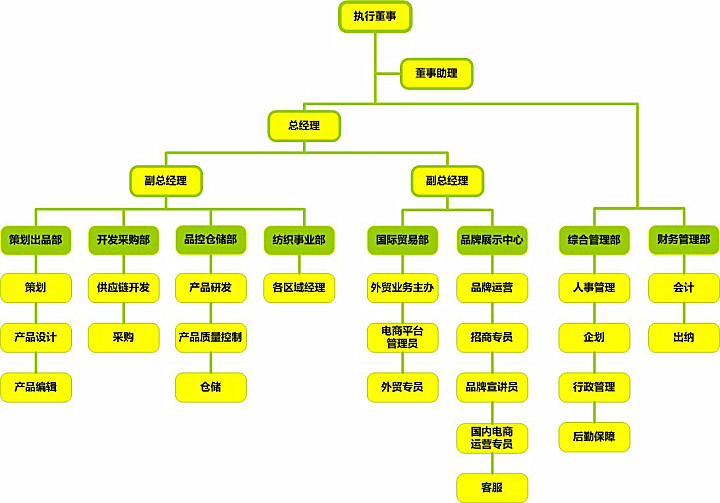 执行董事
董事助理
总经理
副总经理
副总经理
策划出品部
开发采购部
品控仓储部
纺织事业部
国际贸易部
品牌展示中心
综合管理部
财务管理部
策划
供应链开发
产品研发
各区域经理
外贸业务主办
品牌运营
人事管理
会计
产品设计
采购
产品质量控制
电商平台
管理员
招商专员
企划
出纳
产品编辑
仓储
外贸专员
品牌宣讲员
行政管理
国内电商
运营专员
后勤保障
客服